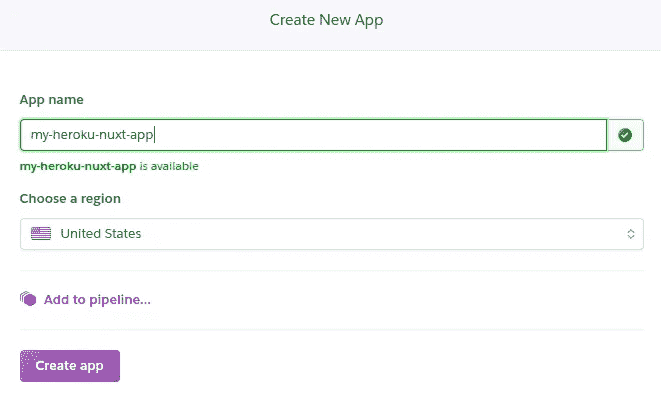 Create New App
App name
my-heroku-nuxt-app
my-heroku-nuxt-app is available
Choose a region
United States
Add to pipeline...
Create app